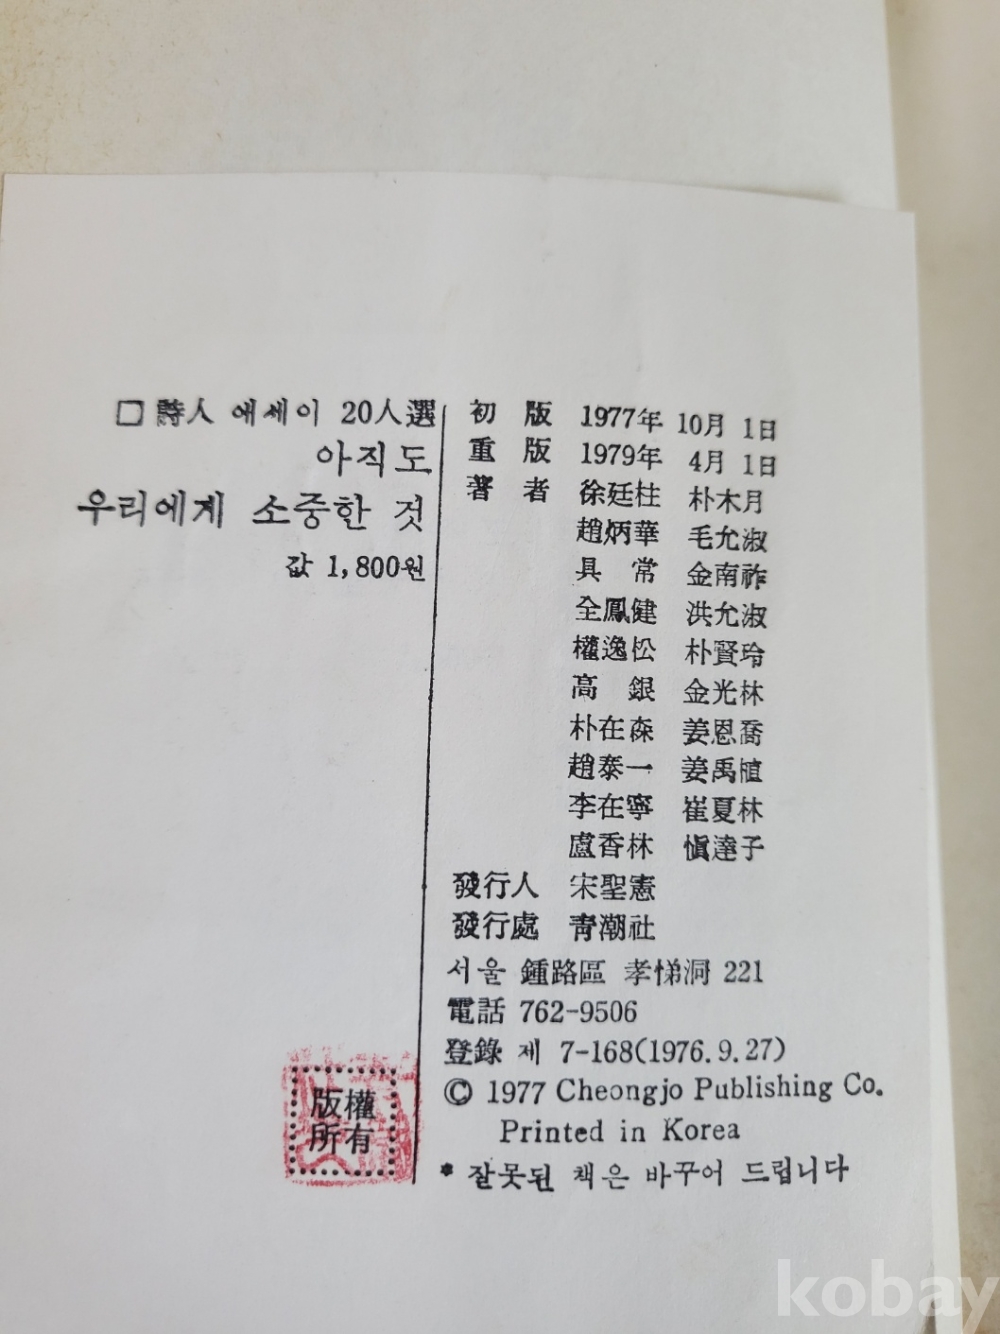 □ 詩人 에세이 20人選
아직도
우리에게 소중한 것
값 1,800원
初 版 1977年 10月 1日
重 版 1979年 4月 1日
著 者 徐廷柱 朴木月
趙炳華 毛允淑
具 常 金南祚
全鳳健 洪允淑
權逸松 朴賢玲
高 銀 金光林
朴在森 姜恩喬
趙泰一 姜禹植
李在寧 崔夏林
盧香林 愼達子
發行人 宋聖憲
發行處 靑潮社
서울 鍾路區 孝悌洞 221
電話 762-9506
登錄 제 7-168(1976.9.27)
© 1977 Cheongjo Publishing Co.
Printed in Korea
* 잘못된 책은 바꾸어 드립니다
版權
所有
kobay